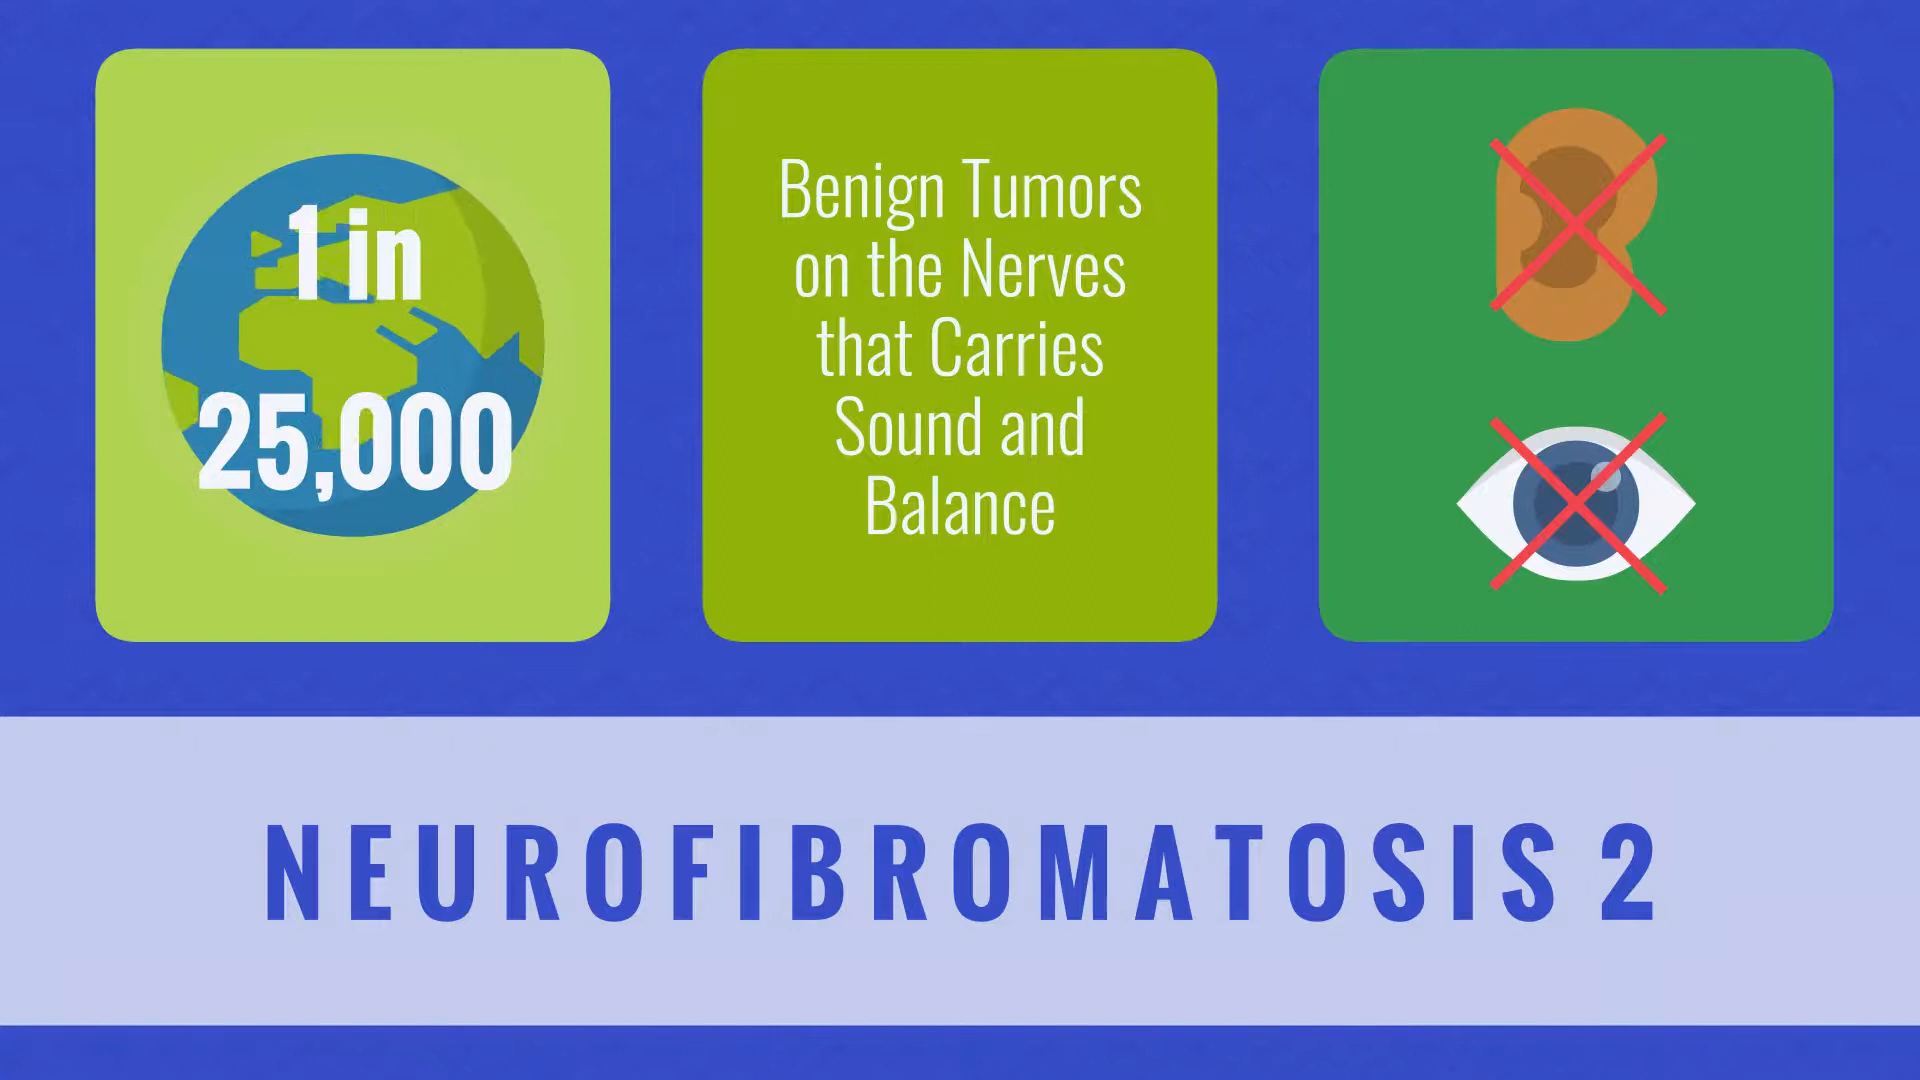 1 in
25,000
Benign Tumors
on the Nerves
that Carries
Sound and
Balance
NEUROFIBROMATOSIS 2